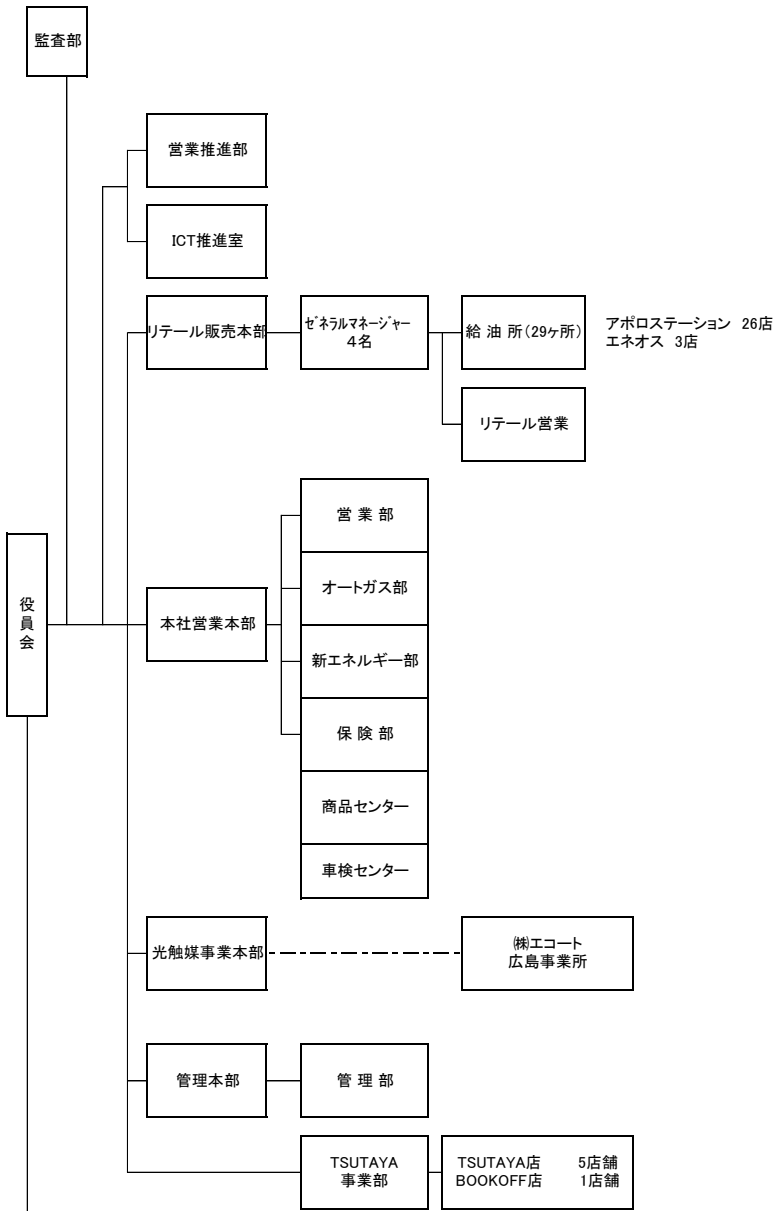 監査部
営業推進部
ICT推進室
リテール販売本部
ｾﾞﾈﾗﾙﾏﾈｰｼﾞｬｰ
4名
給 油 所(29ヶ所)
アポロステーション 26店
エネオス 3店
リテール営業
役員会
本社営業本部
営 業 部
オートガス部
新エネルギー部
保 険 部
商品センター
車検センター
光触媒事業本部
㈱エコート
広島事業所
管理本部
管 理 部
TSUTAYA
事業部
TSUTAYA店 5店舗
BOOKOFF店 1店舗